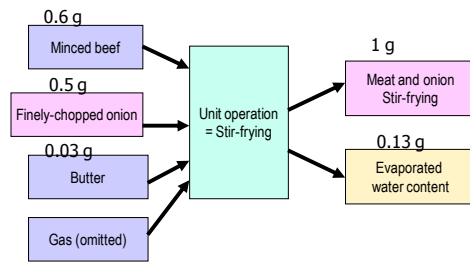 0.6 g
Minced beef
0.5 g
Finely-chopped onion
0.03 g
Butter
Gas (omitted)
Unit operation
= Stir-frying
1 g
Meat and onion
Stir-frying
0.13 g
Evaporated
water content